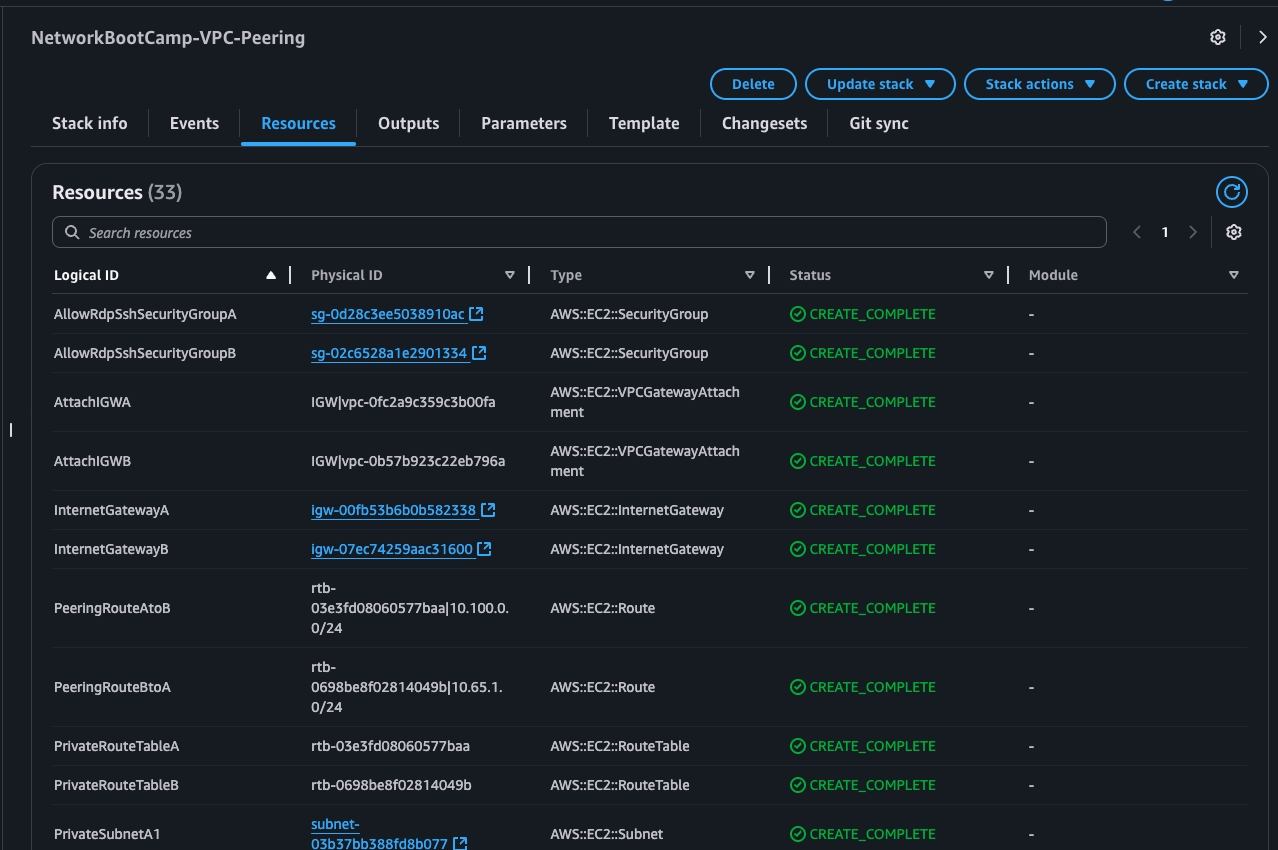 NetworkBootCamp-VPC-Peering
Delete Update stack Stack actions Create stack
Stack info Events Resources Outputs Parameters Template Changesets Git sync
Resources (33)
Search resources
1
Logical ID Physical ID Type Status Module
AllowRdpSshSecurityGroupA sg-0d28c3ee5038910ac AWS::EC2::SecurityGroup CREATE_COMPLETE -
AllowRdpSshSecurityGroupB sg-02c6528a1e2901334 AWS::EC2::SecurityGroup CREATE_COMPLETE -
AttachIGWA IGW|vpc-0fc2a9c359c3b00fa AWS::EC2::VPCGatewayAttach
ment CREATE_COMPLETE -
AttachIGWB IGW|vpc-0b57b923c22eb796a AWS::EC2::VPCGatewayAttach
ment CREATE_COMPLETE -
InternetGatewayA igw-00fb53b6b0b582338 AWS::EC2::InternetGateway CREATE_COMPLETE -
InternetGatewayB igw-07ec74259aac31600 AWS::EC2::InternetGateway CREATE_COMPLETE -
PeeringRouteAtoB rtb-
03e3fd08060577baa|10.100.0.
0/24 AWS::EC2::Route CREATE_COMPLETE -
PeeringRouteBtoA rtb-
0698be8f02814049b|10.65.1.
0/24 AWS::EC2::Route CREATE_COMPLETE -
PrivateRouteTableA rtb-03e3fd08060577baa AWS::EC2::RouteTable CREATE_COMPLETE -
PrivateRouteTableB rtb-0698be8f02814049b AWS::EC2::RouteTable CREATE_COMPLETE -
PrivateSubnetA1 subnet-
03b37bb388fd8b077 AWS::EC2::Subnet CREATE_COMPLETE -